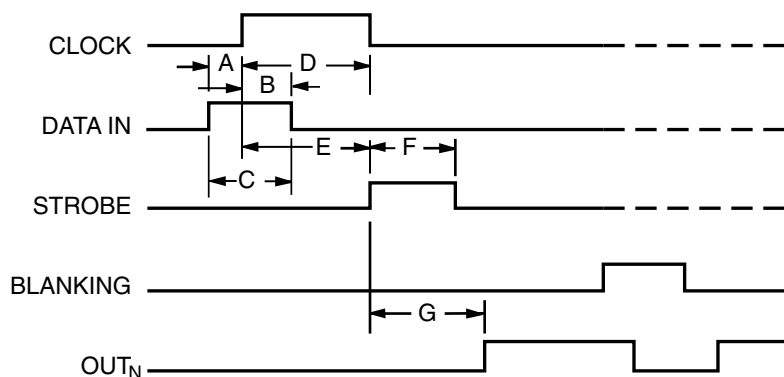 CLOCK
A D
B
DATA IN
E F
C
STROBE
BLANKING
G
OUTN